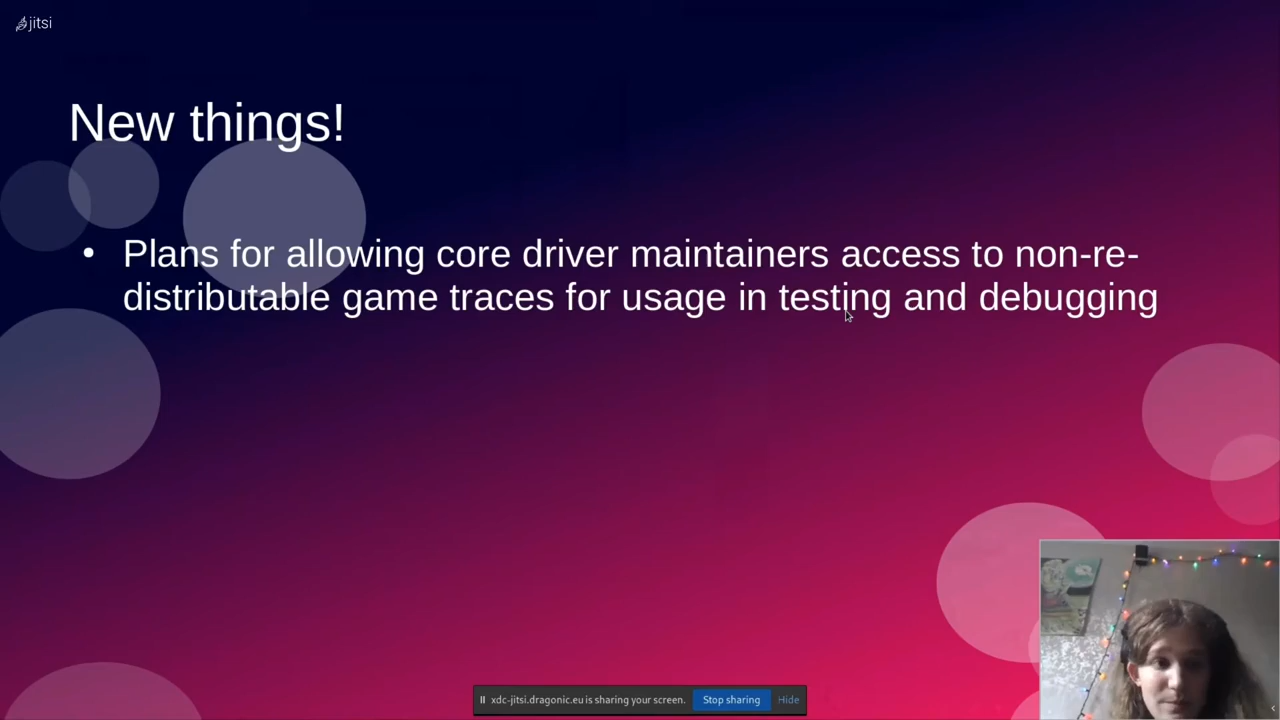 jitsi
New things!
• Plans for allowing core driver maintainers access to non-re-
distributable game traces for usage in testing and debugging
xdc-jitsi.dragonic.eu is sharing your screen. Stop sharing Hide